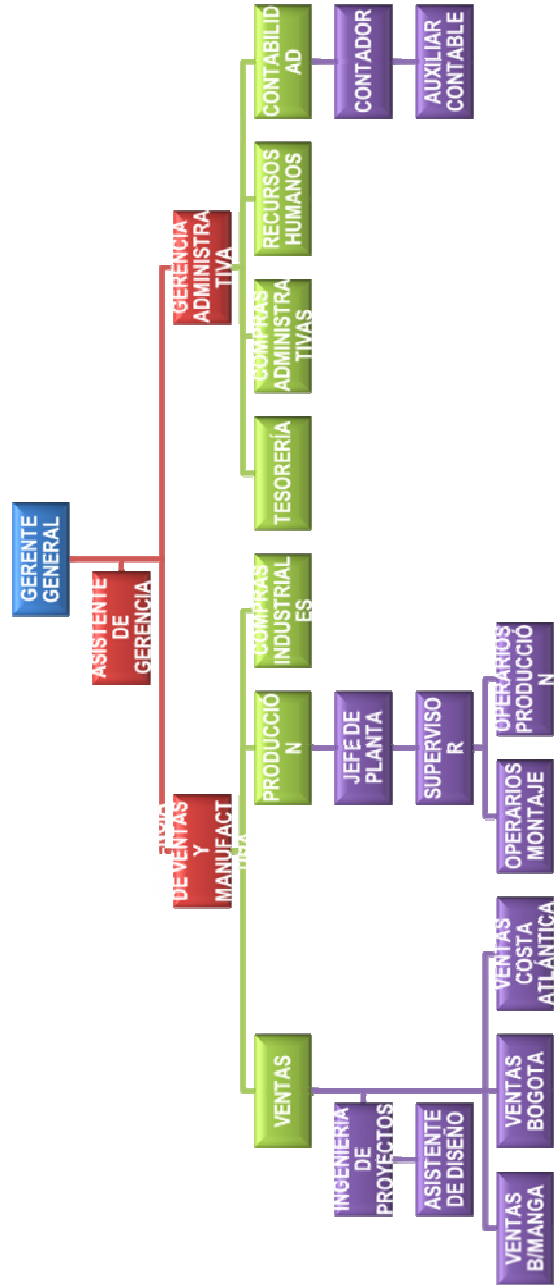 GERENTE
GENERAL
ASISTENTE
DE
GERENCIA
DE VENTAS
Y
MANUFACT
GERENCIA
ADMINISTRA
TIVA
VENTAS
PRODUCCIÓ
N
COMPRAS
INDUSTRIAL
ES
TESORERÍA
COMPRAS
ADMINISTRA
TIVAS
RECURSOS
HUMANOS
CONTABILID
AD
INGENIERIA
DE
PROYECTOS
JEFE DE
PLANTA
CONTADOR
ASISTENTE
DE DISEÑO
SUPERVISO
R
AUXILIAR
CONTABLE
VENTAS
B/MANGA
VENTAS
BOGOTA
VENTAS
COSTA
ATLÁNTICA
OPERARIOS
MONTAJE
OPERARIOS
PRODUCCIÓ
N